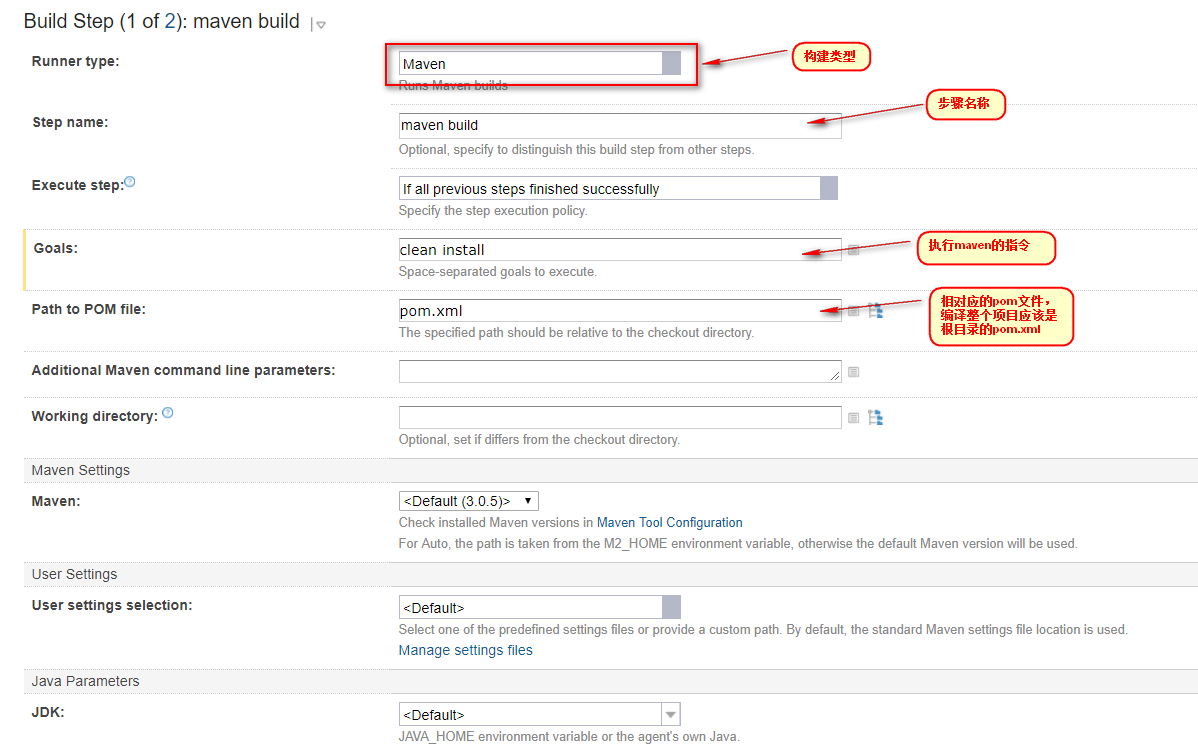 Build Step (1 of 2): maven build
Runner type:
Maven
构建类型
Runs Maven builds
步骤名称
Step name:
maven build
Optional, specify to distinguish this build step from other steps.
Execute step:
If all previous steps finished successfully
Specify the step execution policy.
Goals:
clean install
执行maven的指令
Space-separated goals to execute.
Path to POM file:
pom.xml
相对应的pom文件，
编译整个项目应该是
根目录的pom.xml
The specified path should be relative to the checkout directory.
Additional Maven command line parameters:
Working directory:
Optional, set if differs from the checkout directory.
Maven Settings
Maven:
<Default (3.0.5)>
Check installed Maven versions in Maven Tool Configuration
For Auto, the path is taken from the M2_HOME environment variable, otherwise the default Maven version will be used.
User Settings
User settings selection:
<Default>
Select one of the predefined settings files or provide a custom path. By default, the standard Maven settings file location is used.
Manage settings files
Java Parameters
JDK:
<Default>
JAVA_HOME environment variable or the agent's own Java.